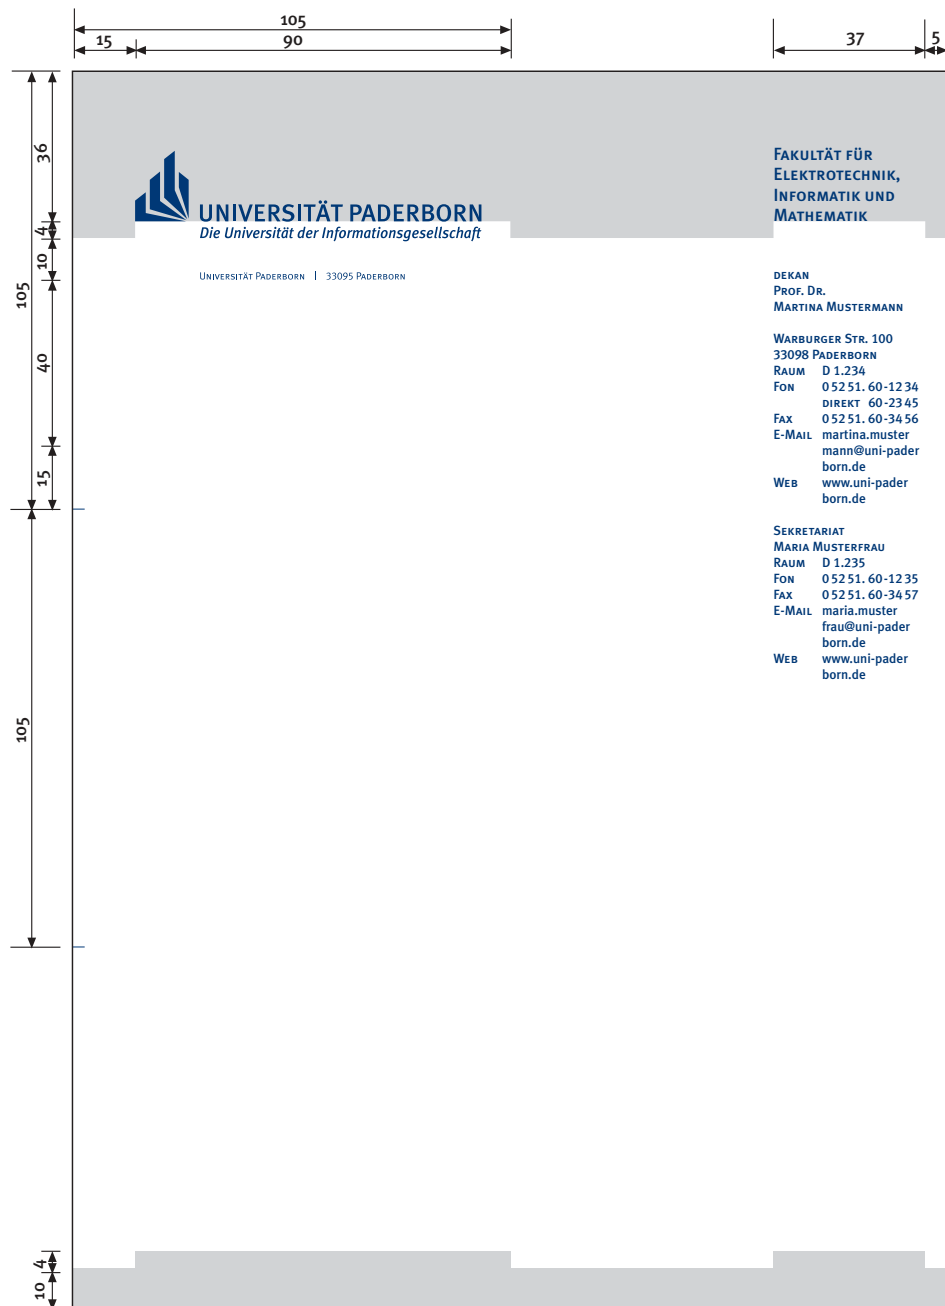 105
15 90 37 5
36
4
10
105
40
15
105
4
10
UNIVERSITÄT PADERBORN
Die Universität der Informationsgesellschaft
Universität Paderborn | 33095 Paderborn
Fakultät für
Elektrotechnik,
Informatik und
Mathematik
dekan
Prof. Dr.
Martina Mustermann
Warburger Str. 100
33098 Paderborn
Raum D 1.234
Fon 0 52 51. 60-12 34
direkt 60-23 45
Fax 0 52 51. 60-34 56
E-Mail martina.muster
mann@uni-pader
born.de
Web www.uni-pader
born.de
Sekretariat
Maria Musterfrau
Raum D 1.235
Fon 0 52 51. 60-12 35
Fax 0 52 51. 60-34 57
E-Mail maria.muster
frau@uni-pader
born.de
Web www.uni-pader
born.de